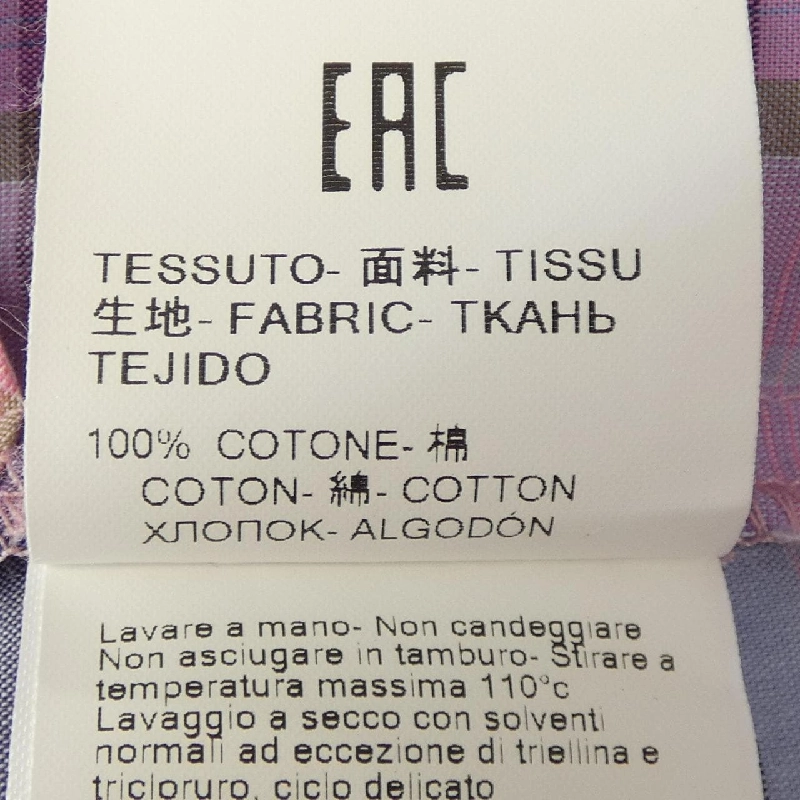 EAC
TESSUTO- 面料- TISSU
生地- FABRIC- ТКАНЬ
TEJIDO
100% COTONE- 棉
COTON- 綿- COTTON
ХЛОПОК- ALGODÓN
Lavare a mano- Non candeggiare
Non asciugare in tamburo- Stirare a
temperatura massima 110°c
Lavaggio a secco con solventi
normali ad eccezione di triellina e
tricloruro, ciclo delicato